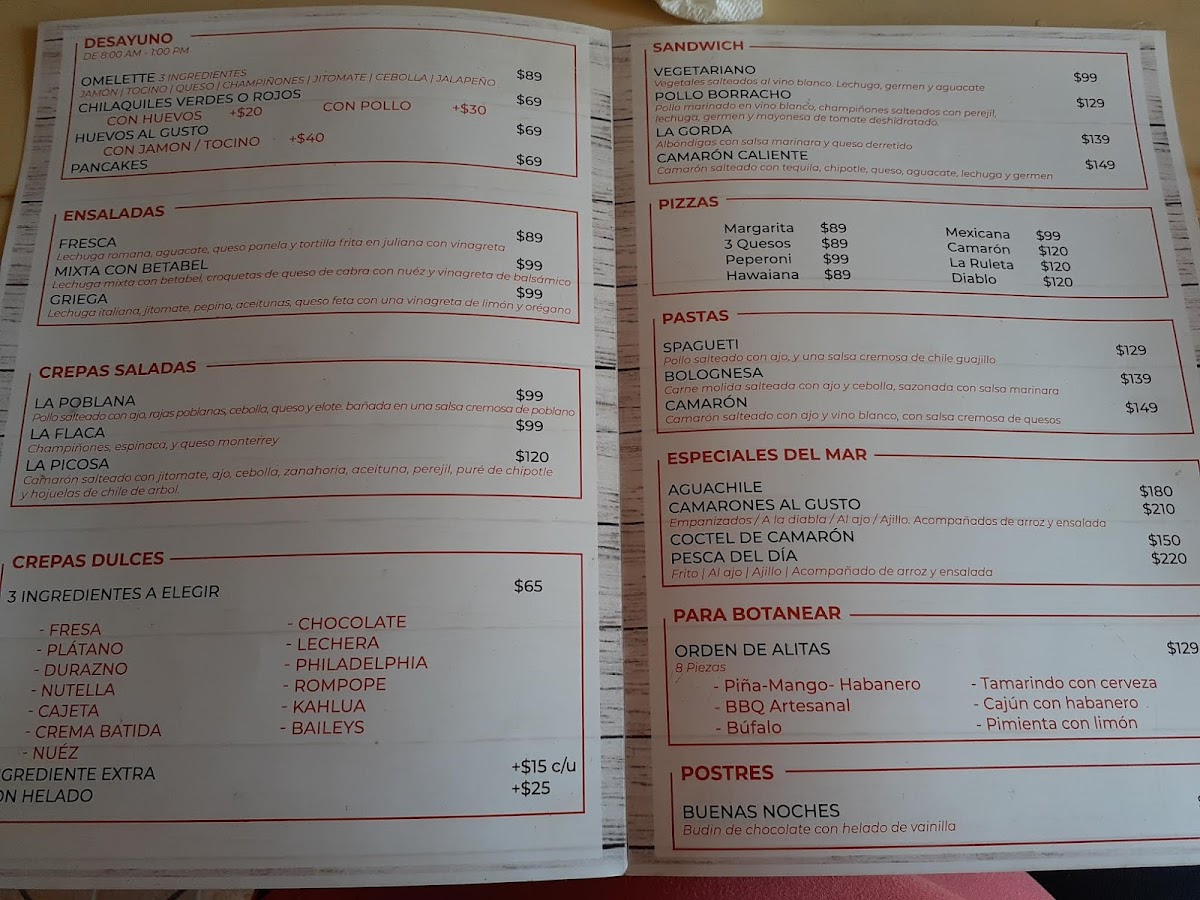 DESAYUNO
DE 8:00 AM - 1:00 PM
OMELETTE 3 INGREDIENTES $89
JAMÓN | TOCINO | QUESO | CHAMPIÑONES | JITOMATE | CEBOLLA | JALAPEÑO
CHILAQUILES VERDES O ROJOS $69
CON HUEVOS +$20 CON POLLO +$30
HUEVOS AL GUSTO $69
CON JAMON / TOCINO +$40
PANCAKES $69
ENSALADAS
FRESCA $89
Lechuga romana, aguacate, queso panela y tortilla frita en juliana con vinagreta
MIXTA CON BETABEL $99
Lechuga mixta con betabel, croquetas de queso de cabra con nuéz y vinagreta de balsámico
GRIEGA $99
Lechuga italiana, jitomate, pepino, aceitunas, queso feta con una vinagreta de limón y orégano
CREPAS SALADAS
LA POBLANA $99
Pollo salteado con ajo, rajas poblanas, cebolla, queso y elote. bañada en una salsa cremosa de poblano
LA FLACA $99
Champiñones, espinaca, y queso monterrey
LA PICOSA $120
Camarón salteado con jitomate, ajo, cebolla, zanahoria, aceituna, perejil, puré de chipotle
y hojuelas de chile de arbol.
CREPAS DULCES
3 INGREDIENTES A ELEGIR $65
- FRESA
- PLÁTANO
- DURAZNO
- NUTELLA
- CAJETA
- CREMA BATIDA
- NUÉZ
- CHOCOLATE
- LECHERA
- PHILADELPHIA
- ROMPOPE
- KAHLUA
- BAILEYS
NGREDIENTE EXTRA +$15 c/u
ON HELADO +$25
SANDWICH
VEGETARIANO $99
Vegetales salteados al vino blanco. Lechuga, germen y aguacate
POLLO BORRACHO $129
Pollo marinado en vino blanco, champiñones salteados con perejil,
lechuga, germen y mayonesa de tomate deshidratado.
LA GORDA $139
Albóndigas con salsa marinara y queso derretido
CAMARÓN CALIENTE $149
Camarón salteado con tequila, chipotle, queso, aguacate, lechuga y germen
PIZZAS
Margarita $89
3 Quesos $89
Peperoni $99
Hawaiana $89
Mexicana $99
Camarón $120
La Ruleta $120
Diablo $120
PASTAS
SPAGUETI $129
Pollo salteado con ajo, y una salsa cremosa de chile guajillo
BOLOGNESA $139
Carne molida salteada con ajo y cebolla, sazonada con salsa marinara
CAMARÓN $149
Camarón salteado con ajo y vino blanco, con salsa cremosa de quesos
ESPECIALES DEL MAR
AGUACHILE $180
CAMARONES AL GUSTO $210
Empanizados / A la diabla / Al ajo / Ajillo. Acompañados de arroz y ensalada
COCTEL DE CAMARÓN $150
PESCA DEL DÍA $220
Frito | Al ajo | Ajillo | Acompañado de arroz y ensalada
PARA BOTANEAR
ORDEN DE ALITAS $129
8 Piezas
- Piña-Mango- Habanero
- BBQ Artesanal
- Búfalo
- Tamarindo con cerveza
- Cajún con habanero
- Pimienta con limón
POSTRES
BUENAS NOCHES
Budin de chocolate con helado de vainilla